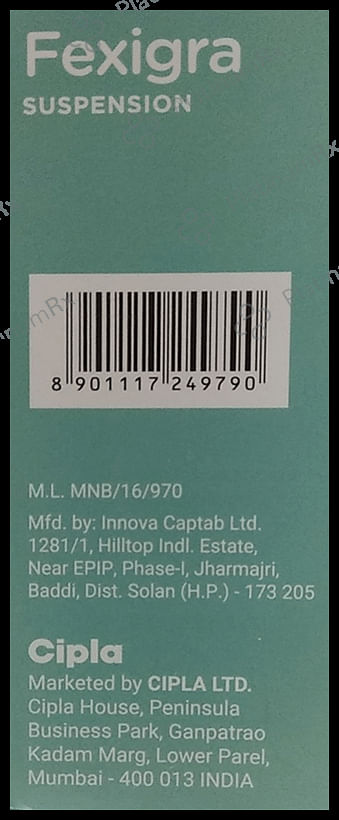 Fexigra
SUSPENSION
8 901117 249790
M.L. MNB/16/970
Mfd. by: Innova Captab Ltd.
1281/1, Hilltop Indl. Estate,
Near EPIP, Phase-I, Jharmajri,
Baddi, Dist. Solan (H.P.) - 173 205
Cipla
Marketed by CIPLA LTD.
Cipla House, Peninsula
Business Park, Ganpatrao
Kadam Marg, Lower Parel,
Mumbai - 400 013 INDIA